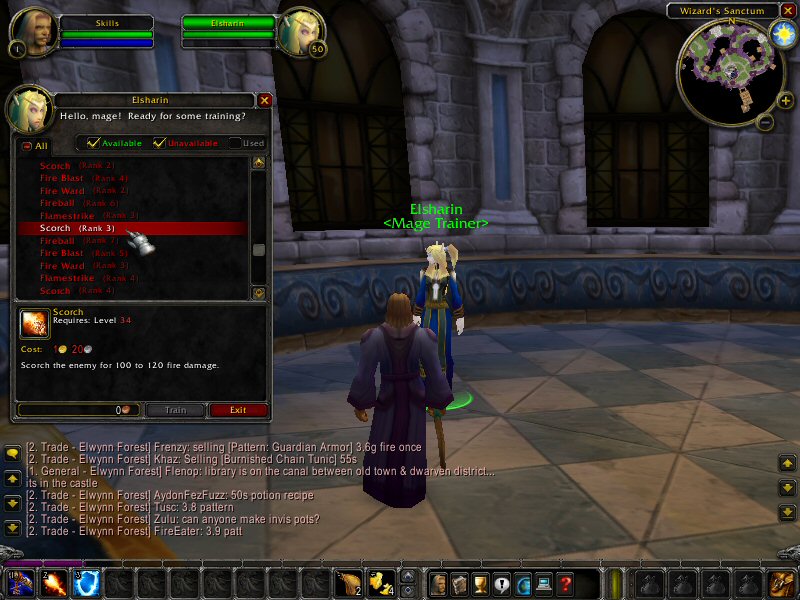 Skills
1
Elsharin
50
Wizard's Sanctum
N
Elsharin
Hello, mage! Ready for some training?
All Available Unavailable Used
Scorch (Rank 2)
Fire Blast (Rank 4)
Fire Ward (Rank 2)
Fireball (Rank 6)
Flamestrike (Rank 3)
Scorch (Rank 3)
Fireball (Rank 7)
Fire Blast (Rank 5)
Fire Ward (Rank 3)
Flamestrike (Rank 4)
Scorch (Rank 4)
Scorch
Requires: Level 34
Cost: 1 20
Scorch the enemy for 100 to 120 fire damage.
0 Train Exit
Elsharin
<Mage Trainer>
[2. Trade - Elwynn Forest] Frenzy: selling [Pattern: Guardian Armor] 3.6g fire once
[2. Trade - Elwynn Forest] Khaz: Selling [Burnished Chain Tunic] 55s
[1. General - Elwynn Forest] Flenop: library is on the canal between old town & dwarven district... 
its in the castle
[2. Trade - Elwynn Forest] AydonFezFuzz: 50s potion recipe
[2. Trade - Elwynn Forest] Tusc: 3.8 pattern
[2. Trade - Elwynn Forest] Zulu: can anyone make invis pots?
[2. Trade - Elwynn Forest] FireEater: 3.9 patt
1 2 3 2 4